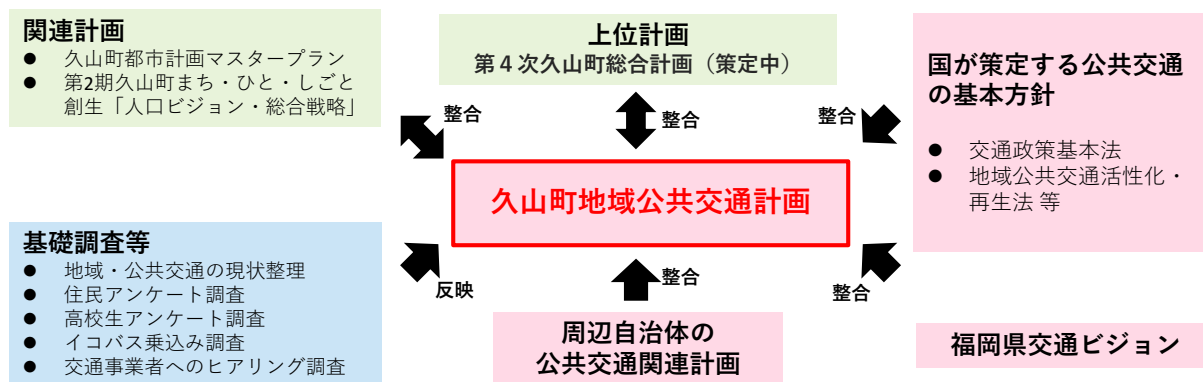 関連計画
● 久山町都市計画マスタープラン
● 第2期久山町まち・ひと・しごと
創生「人口ビジョン・総合戦略」
上位計画
第４次久山町総合計画（策定中）
国が策定する公共交通
の基本方針
● 交通政策基本法
● 地域公共交通活性化・
再生法 等
整合
整合
整合
久山町地域公共交通計画
基礎調査等
● 地域・公共交通の現状整理
● 住民アンケート調査
● 高校生アンケート調査
● イコバス乗込み調査
● 交通事業者へのヒアリング調査
反映
整合
整合
周辺自治体の
公共交通関連計画
福岡県交通ビジョン